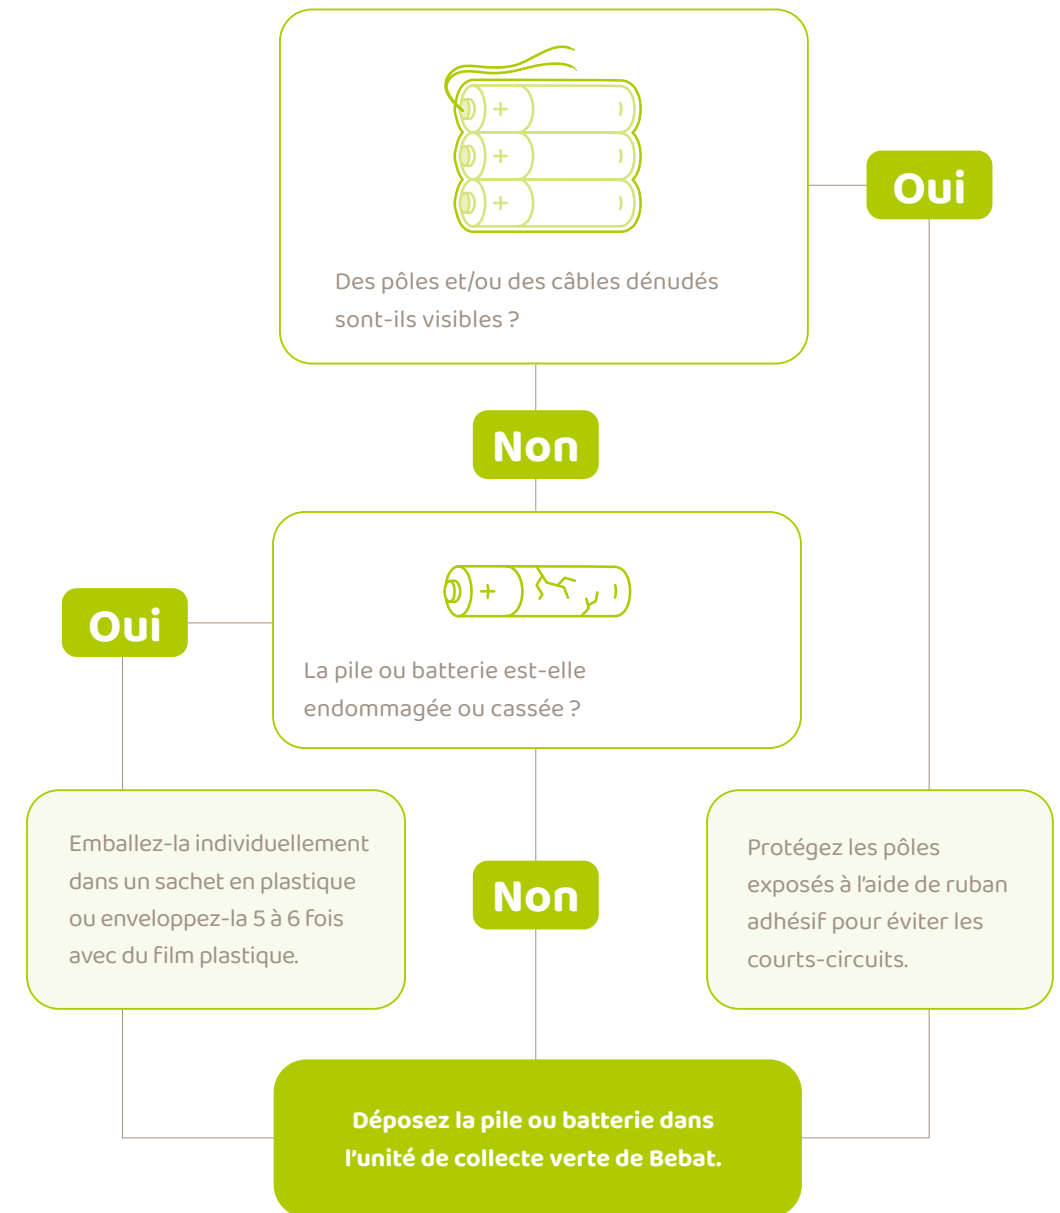 Des pôles et/ou des câbles dénudés
sont-ils visibles ?
Oui
Non
La pile ou batterie est-elle
endommagée ou cassée ?
Oui
Emballez-la individuellement
dans un sachet en plastique
ou enveloppez-la 5 à 6 fois
avec du film plastique.
Non
Protégez les pôles
exposés à l'aide de ruban
adhésif pour éviter les
courts-circuits.
Déposez la pile ou batterie dans
l'unité de collecte verte de Bebat.